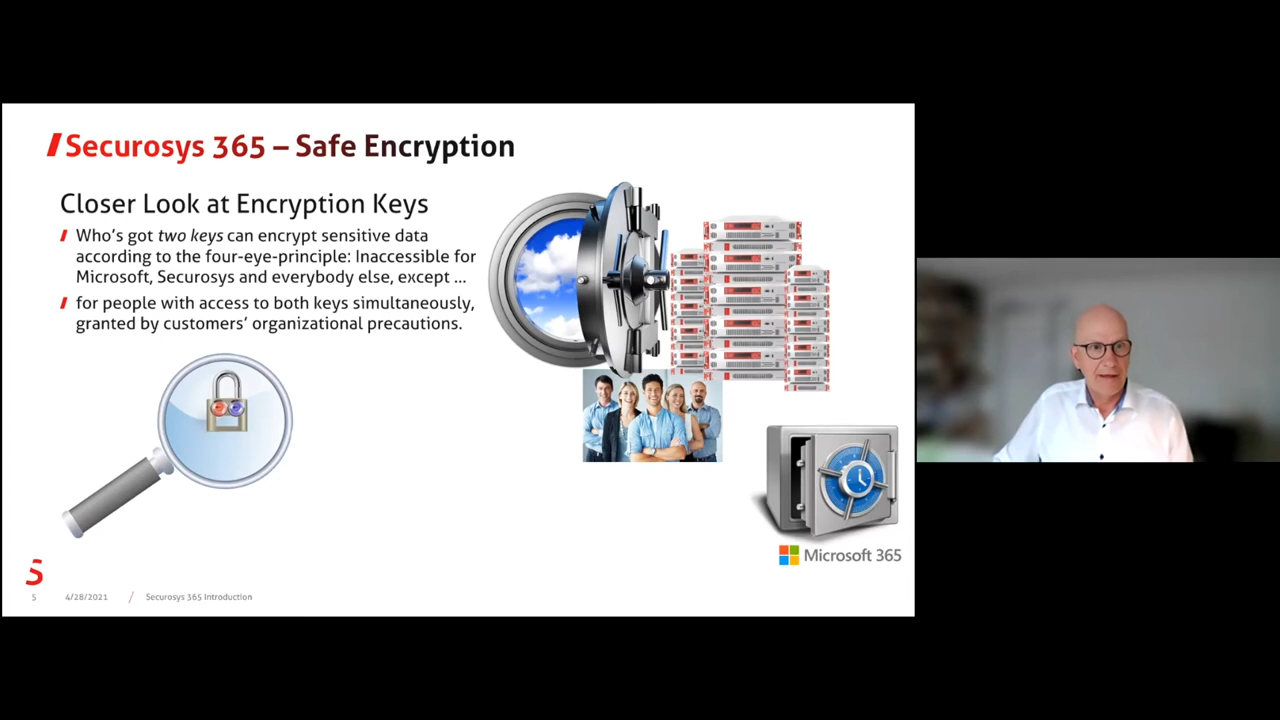 Securosys 365 – Safe Encryption
Closer Look at Encryption Keys
Who's got two keys can encrypt sensitive data
according to the four-eye-principle: Inaccessible for
Microsoft, Securosys and everybody else, except ...
for people with access to both keys simultaneously,
granted by customers' organizational precautions.
Microsoft 365
5
4/28/2021
/
Securosys 365 Introduction